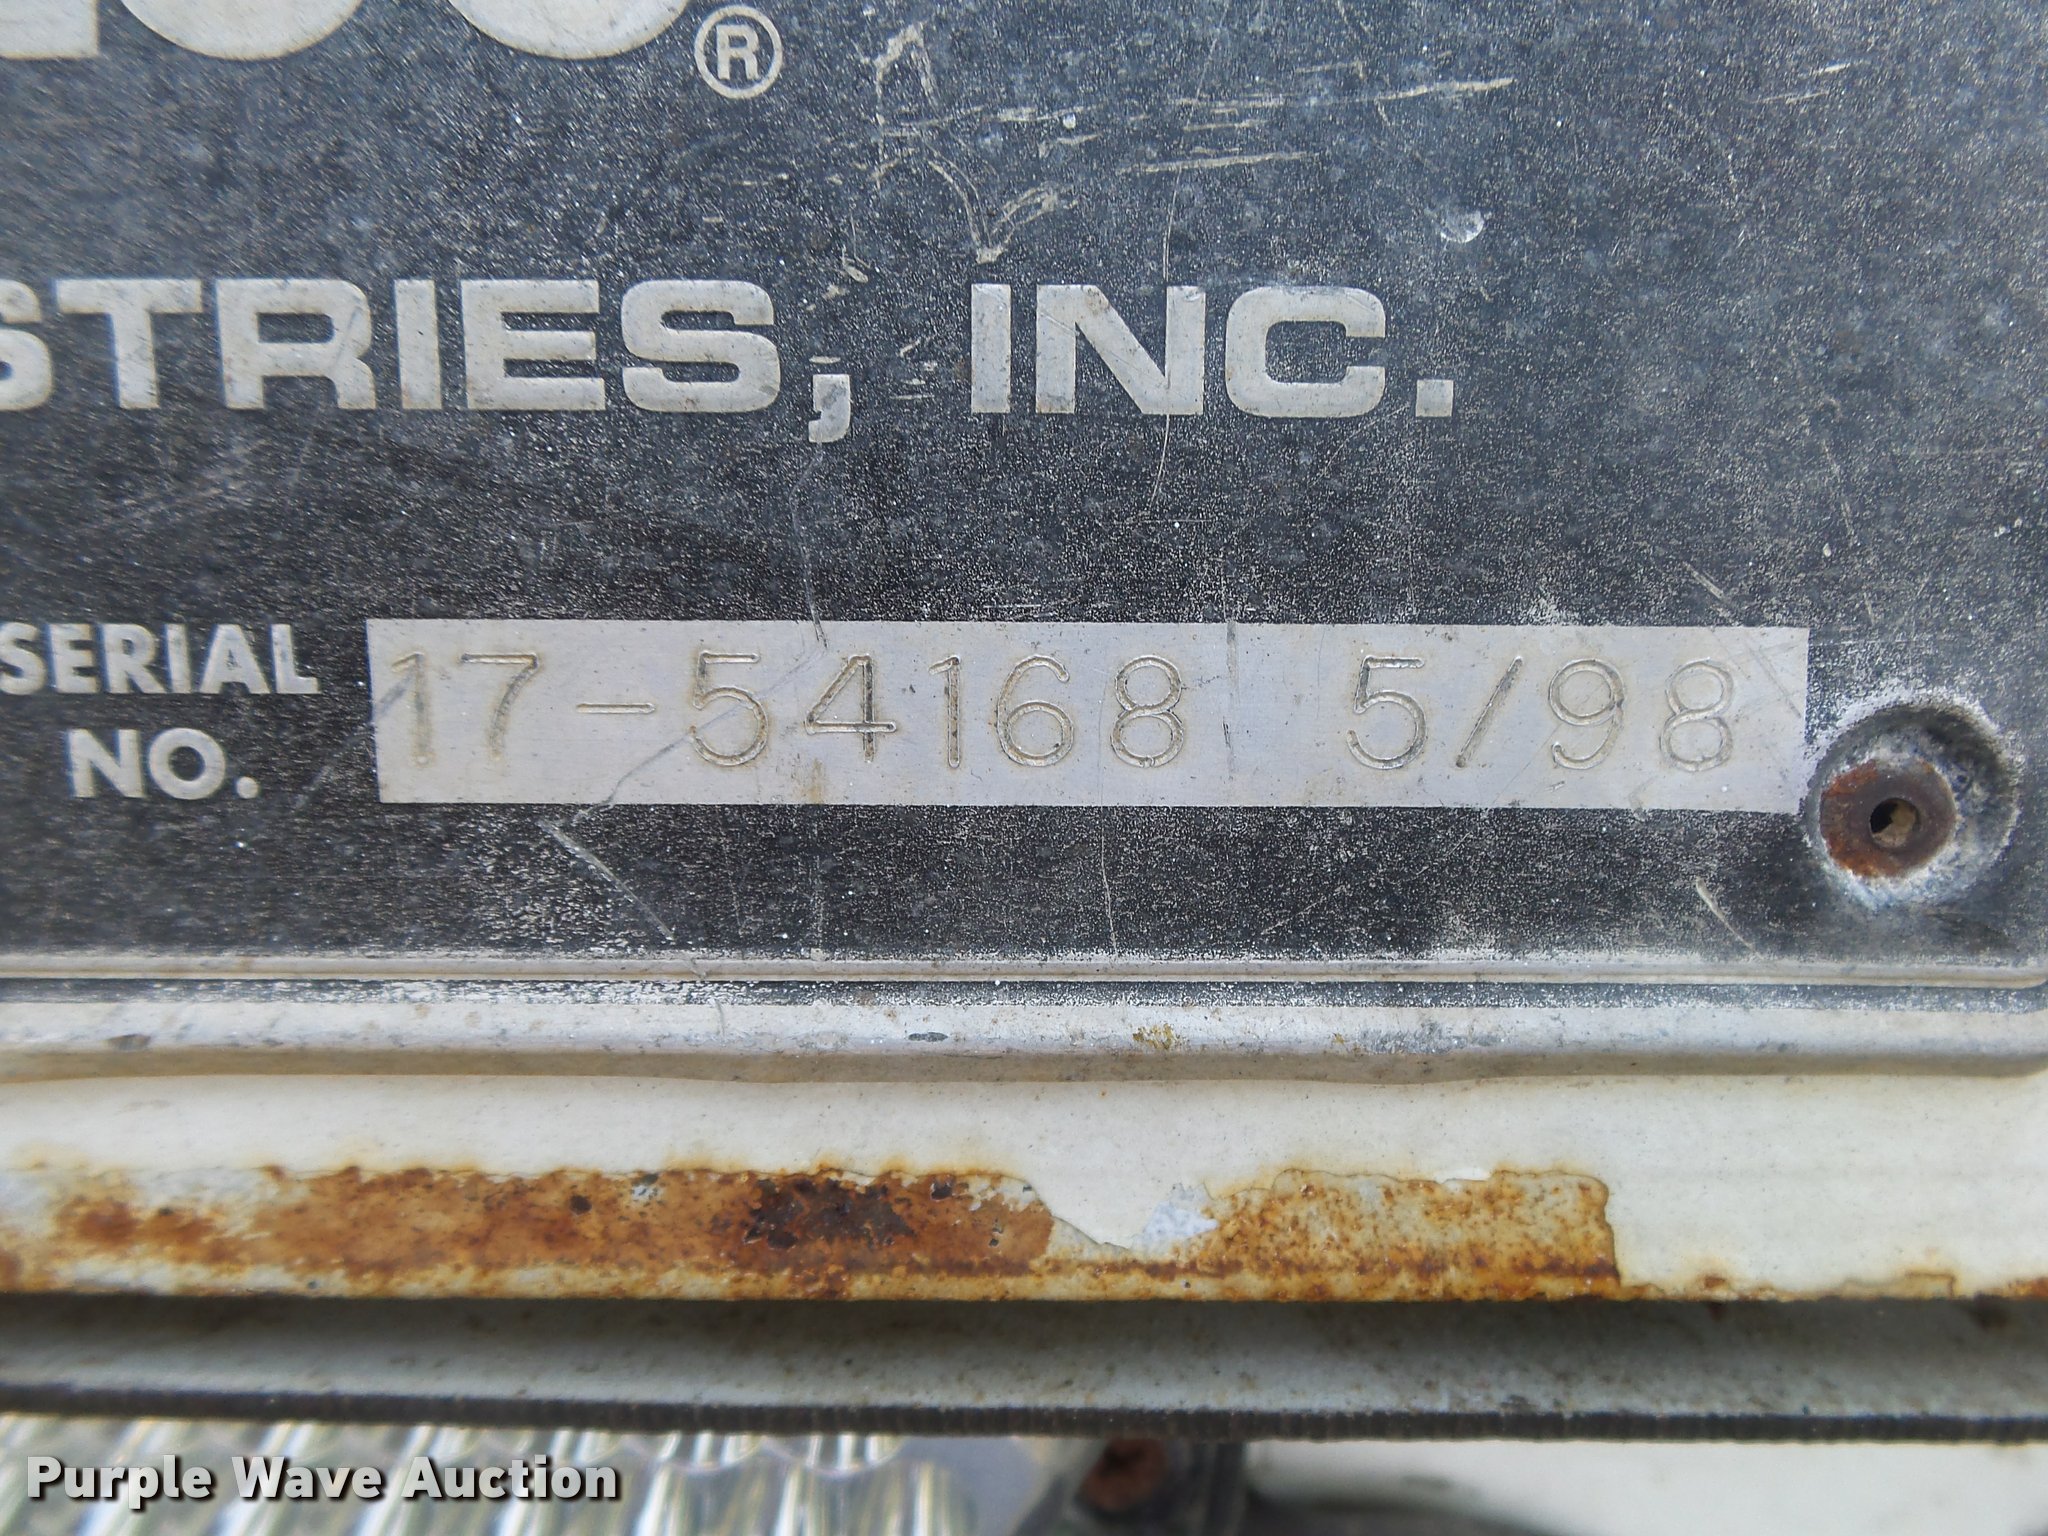 ®
STRIES, INC.
SERIAL NO. 17-54168 5/98
Purple Wave Auction